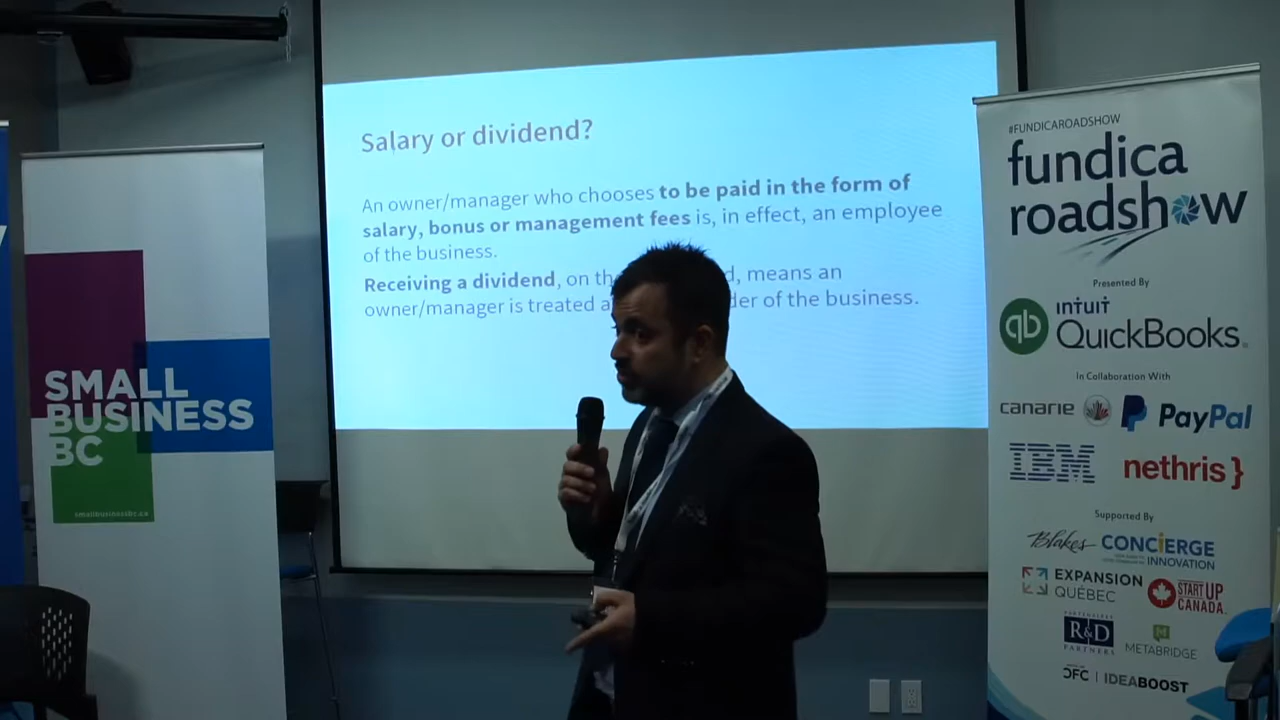 Salary or dividend?
An owner/manager who chooses to be paid in the form of
salary, bonus or management fees is, in effect, an employee
of the business.
Receiving a dividend, on means an
owner/manager is treated of the business.
SMALL
BUSINESS
BC
smallbusinessbc.ca
#FUNDICAROADSHOW
fundica
roadshow
Presented By
intuit
qb QuickBooks.
In Collaboration With
canarie PayPal
IBM nethris}
Supported By
Blakes CONCIERGE
INNOVATION
EXPANSION
QUÉBEC
STARTUP
CANADA
R&D
PARTNERS
METABRIDGE
CFC | IDEABOOST